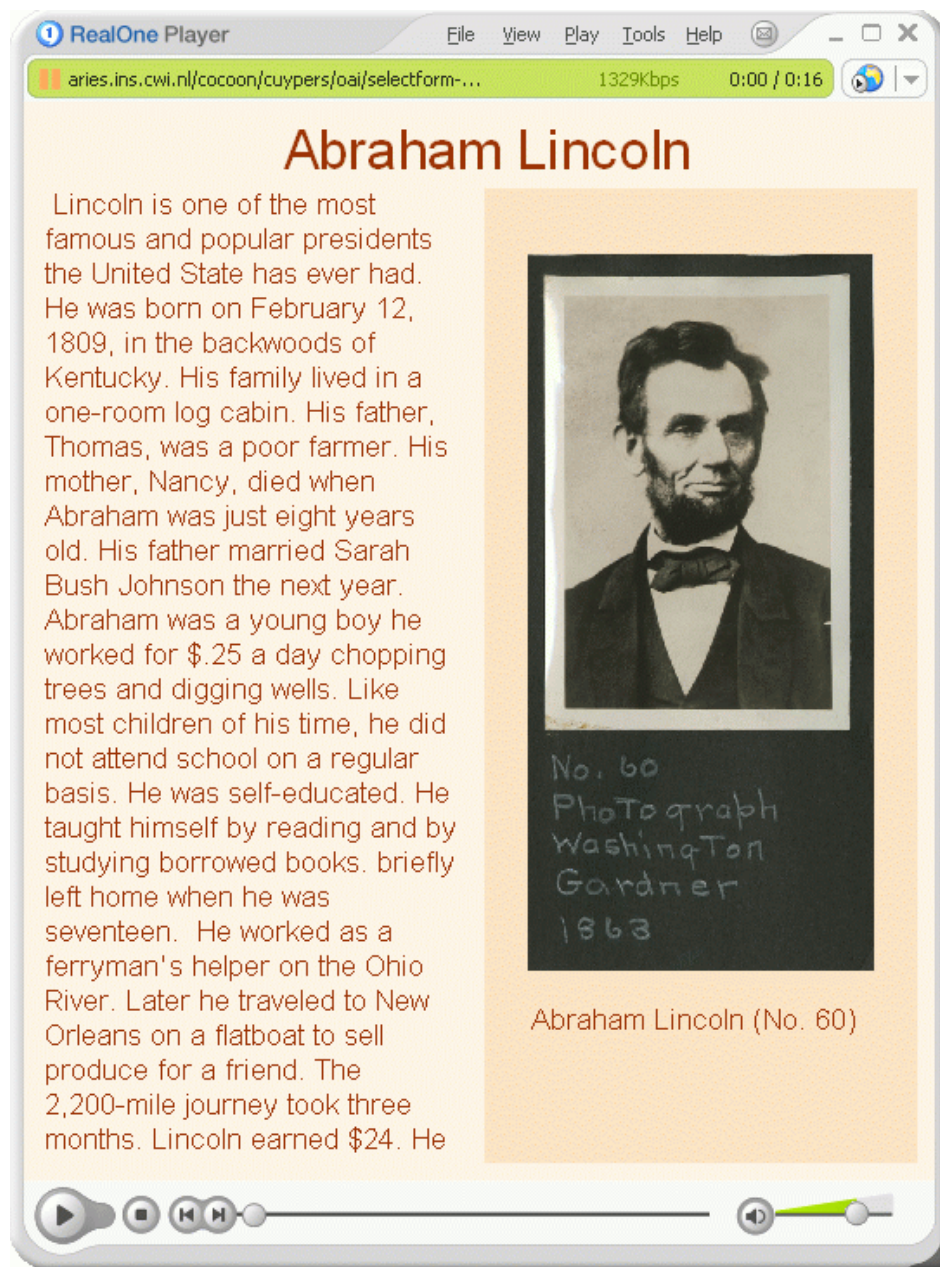 RealOne Player File View Play Tools Help
aries.ins.cwi.nl/cocoon/cuypers/oai/selectform-... 1329Kbps 0:00 / 0:16
Abraham Lincoln
Lincoln is one of the most
famous and popular presidents
the United State has ever had.
He was born on February 12,
1809, in the backwoods of
Kentucky. His family lived in a
one-room log cabin. His father,
Thomas, was a poor farmer. His
mother, Nancy, died when
Abraham was just eight years
old. His father married Sarah
Bush Johnson the next year.
Abraham was a young boy he
worked for $.25 a day chopping
trees and digging wells. Like
most children of his time, he did
not attend school on a regular
basis. He was self-educated. He
taught himself by reading and by
studying borrowed books. briefly
left home when he was
seventeen.  He worked as a
ferryman's helper on the Ohio
River. Later he traveled to New
Orleans on a flatboat to sell
produce for a friend. The
2,200-mile journey took three
months. Lincoln earned $24. He
No. 60
PhoTograph
WashingTon
Gardner
1863
Abraham Lincoln (No. 60)